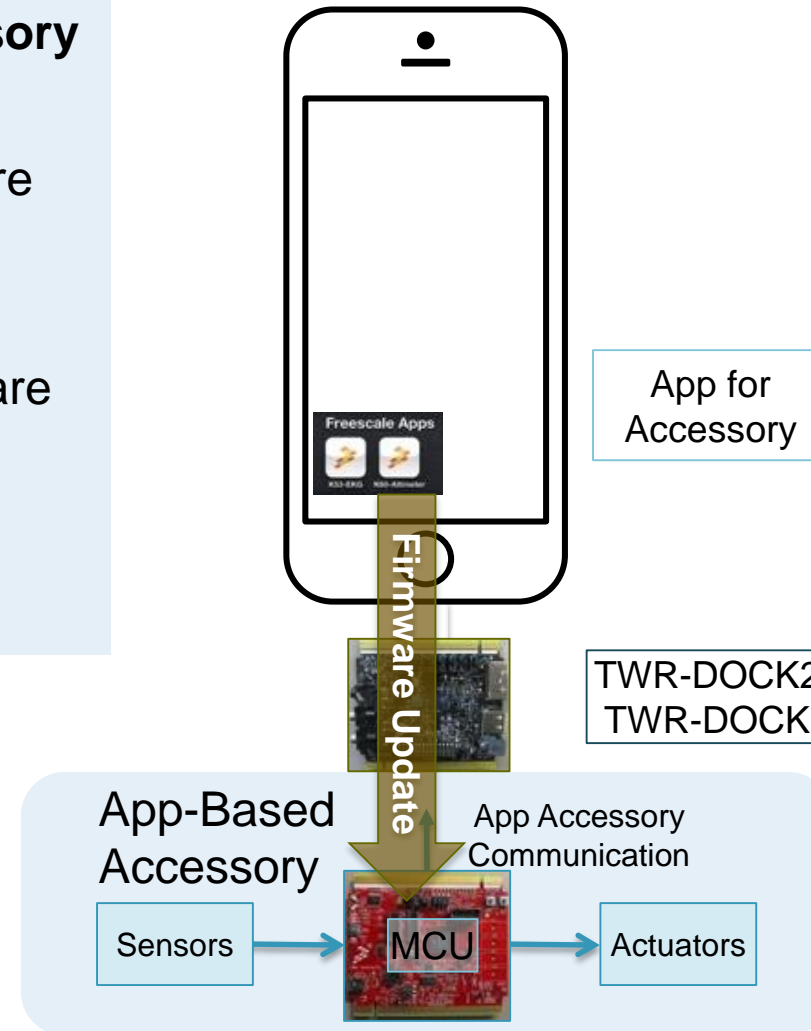 sory
re
are
Freescale Apps
K53-EKG K60-Altimeter
App for
Accessory
Firmware Update
TWR-DOCK2
TWR-DOCK
App-Based
Accessory
App Accessory
Communication
Sensors
MCU
Actuators